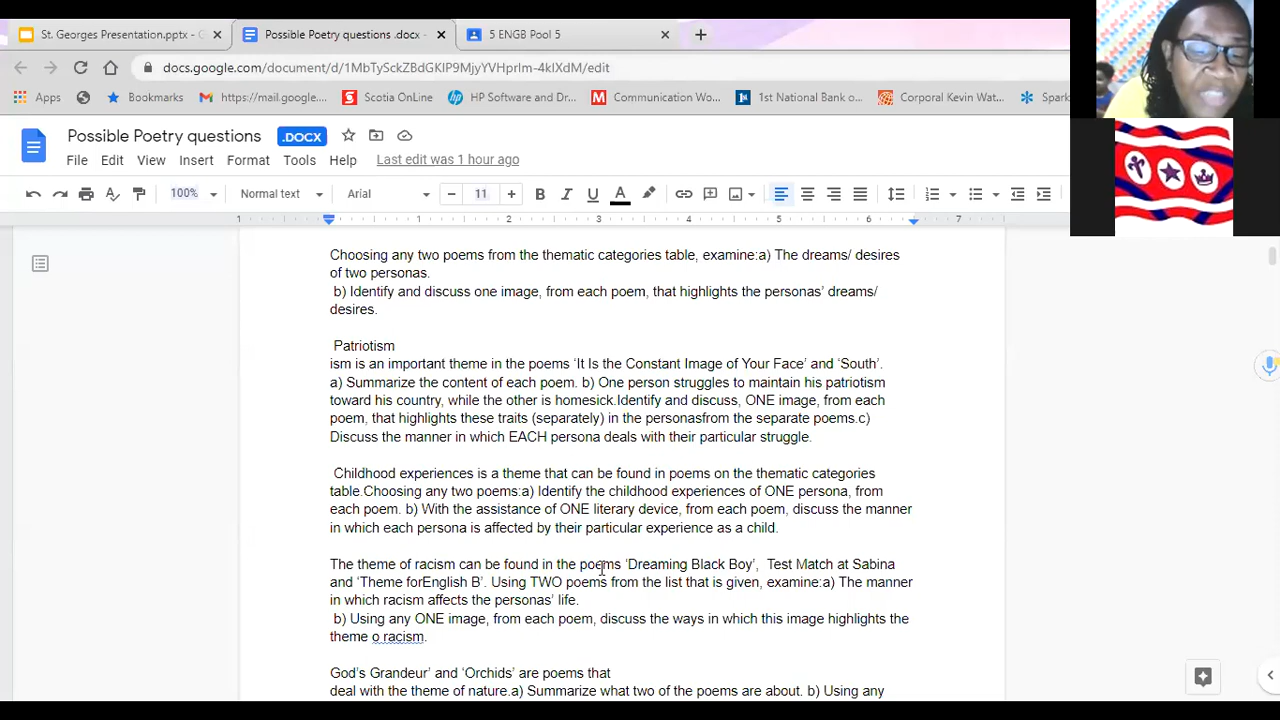 St. Georges Presentation.pptx - G
Possible Poetry questions .docx
5 ENGB Pool 5
docs.google.com/document/d/1MbTySckZBdGKIP9MjyYVHprIm-4kIXdM/edit
Apps
Bookmarks
https://mail.google....
Scotia OnLine
HP Software and Dr...
Communication Wo...
1st National Bank o...
Corporal Kevin Wat...
Spark
Possible Poetry questions .DOCX
File Edit View Insert Format Tools Help Last edit was 1 hour ago
100% Normal text Arial 11
1 1 2 3 4 5 6 7
Choosing any two poems from the thematic categories table, examine:a) The dreams/ desires
of two personas.
b) Identify and discuss one image, from each poem, that highlights the personas’ dreams/
desires.
Patriotism
ism is an important theme in the poems ‘It Is the Constant Image of Your Face’ and ‘South’.
a) Summarize the content of each poem. b) One person struggles to maintain his patriotism
toward his country, while the other is homesick.Identify and discuss, ONE image, from each
poem, that highlights these traits (separately) in the personasfrom the separate poems.c)
Discuss the manner in which EACH persona deals with their particular struggle.
Childhood experiences is a theme that can be found in poems on the thematic categories
table.Choosing any two poems:a) Identify the childhood experiences of ONE persona, from
each poem. b) With the assistance of ONE literary device, from each poem, discuss the manner
in which each persona is affected by their particular experience as a child.
The theme of racism can be found in the poems ‘Dreaming Black Boy’,  Test Match at Sabina
and ‘Theme forEnglish B’. Using TWO poems from the list that is given, examine:a) The manner
in which racism affects the personas’ life.
b) Using any ONE image, from each poem, discuss the ways in which this image highlights the
theme o racism.
God’s Grandeur’ and ‘Orchids’ are poems that
deal with the theme of nature.a) Summarize what two of the poems are about. b) Using any